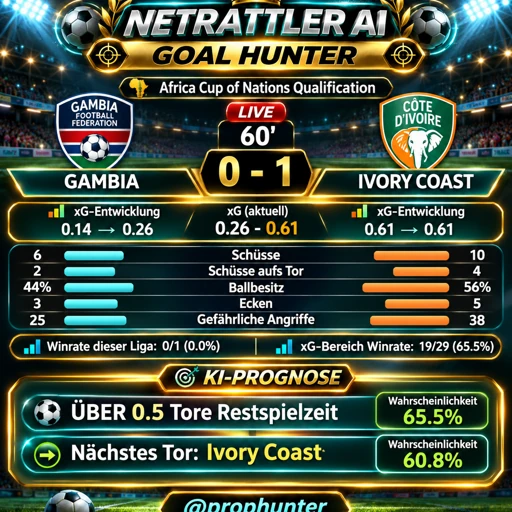 NETRATTLER AI
GOAL HUNTER
Africa Cup of Nations Qualification
GAMBIA
FOOTBALL
FEDERATION
LIVE
60'
0 - 1
CÔTE
D'IVOIRE
GAMBIA
IVORY COAST
xG-Entwicklung
0.14 → 0.26
xG (aktuell)
0.26 - 0.61
xG-Entwicklung
0.61 → 0.61
6 Schüsse 10
2 Schüsse aufs Tor 4
44% Ballbesitz 56%
3 Ecken 5
25 Gefährliche Angriffe 38
Winrate dieser Liga: 0/1 (0.0%)
xG-Bereich Winrate: 19/29 (65.5%)
KI-PROGNOSE
ÜBER 0.5 Tore Restspielzeit
Wahrscheinlichkeit
65.5%
Nächstes Tor: Ivory Coast
Wahrscheinlichkeit
60.8%
@prophunter